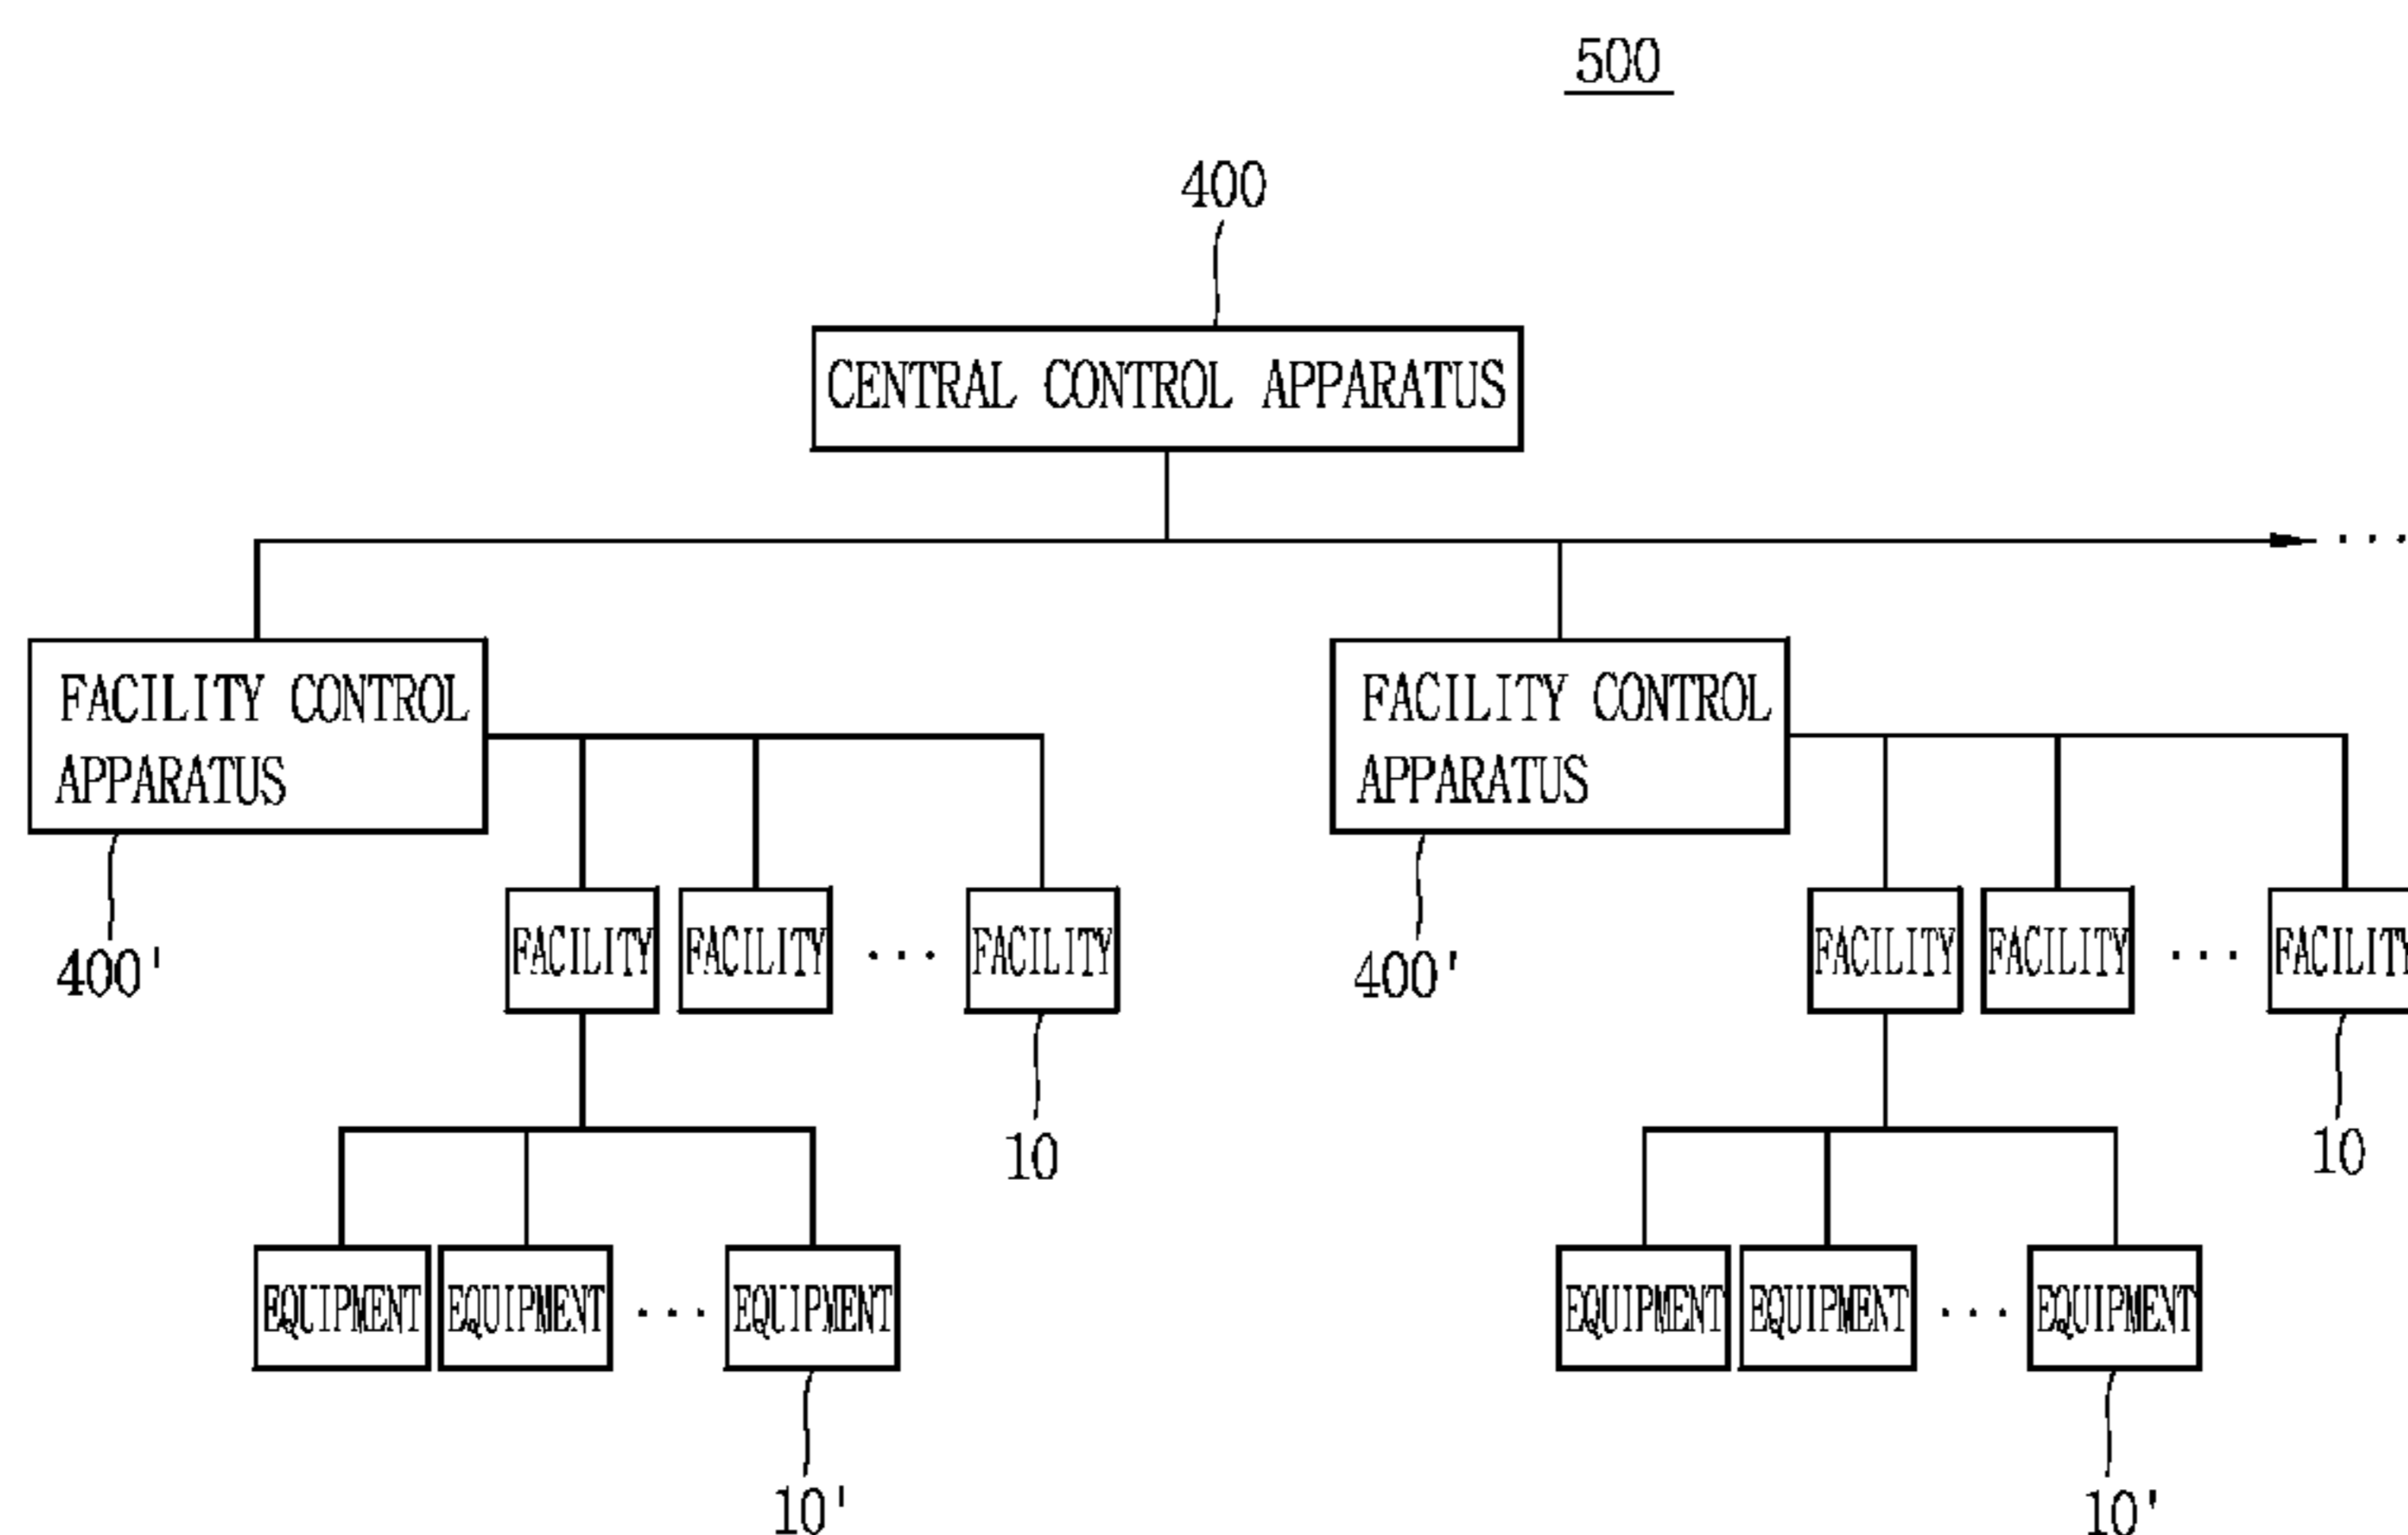 500
400
CENTRAL CONTROL APPARATUS
...
FACILITY CONTROL
APPARATUS
FACILITY CONTROL
APPARATUS
400'
FACILITY FACILITY ... FACILITY
400'
FACILITY FACILITY ... FACILITY
10
10
EQUIPMENT EQUIPMENT ... EQUIPMENT
EQUIPMENT EQUIPMENT ... EQUIPMENT
10'
10'